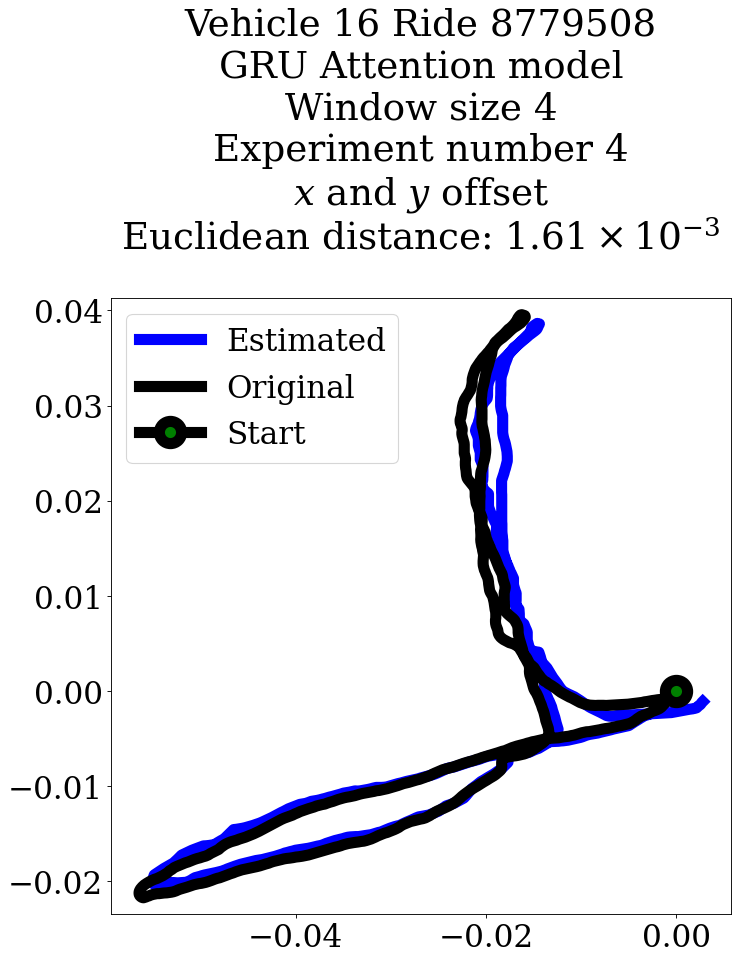 Vehicle 16 Ride 8779508
GRU Attention model
Window size 4
Experiment number 4
x and y offset
Euclidean distance: 1.61 × 10⁻³
Estimated
Original
Start
0.04
0.03
0.02
0.01
0.00
−0.01
−0.02
−0.04
−0.02
0.00